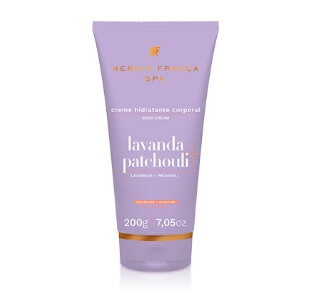 RENATA FRANÇA
SPA
creme hidratante corporal
BODY CREAM
lavanda
patchouli
LAVENDER + PATCHOULI
200g 7,05oz